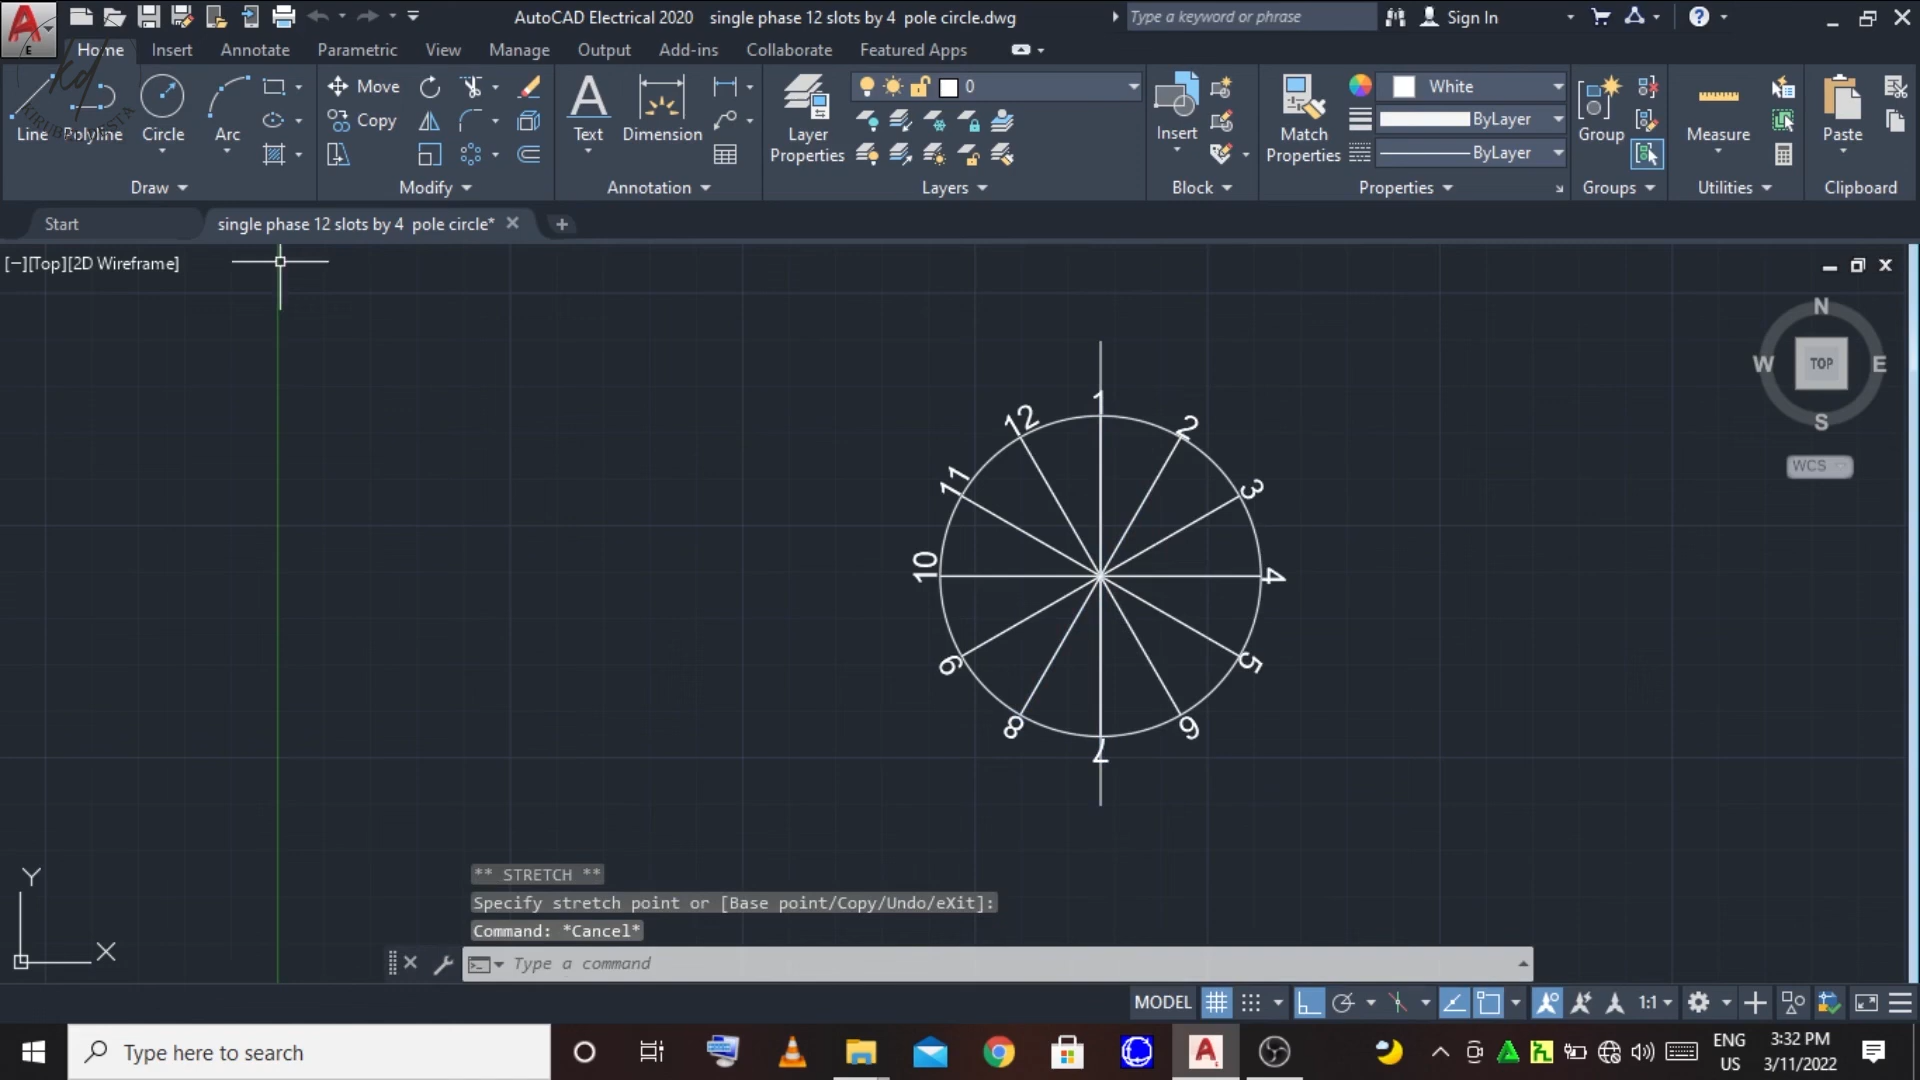 AutoCAD Electrical 2020 single phase 12 slots by 4 pole circle.dwg
Type a keyword or phrase
Sign In
E
Home Insert Annotate Parametric View Manage Output Add-ins Collaborate Featured Apps
kd
Line Polyline Circle Arc
Move
Copy
Text Dimension
Layer Properties
0
Insert
Match Properties
White
ByLayer
ByLayer
Group
Measure
Paste
Draw Modify Annotation Layers Block Properties Groups Utilities Clipboard
Start single phase 12 slots by 4 pole circle*
[−][Top][2D Wireframe]
N
W TOP E
S
WCS
1
2
3
4
5
6
7
8
9
10
11
12
Y
X
** STRETCH **
Specify stretch point or [Base point/Copy/Undo/eXit]:
Command: *Cancel*
Type a command
MODEL 1:1
Type here to search
ENG
US
3:32 PM
3/11/2022